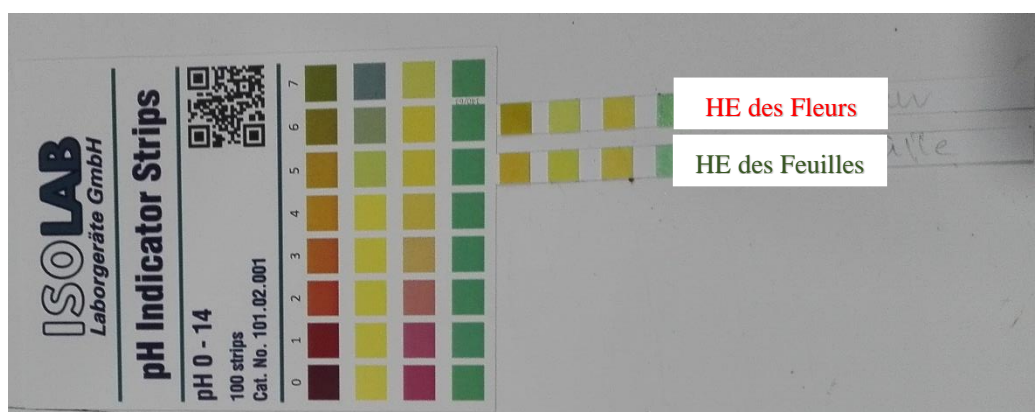 ISOLAB
Laborgeräte GmbH
pH Indicator Strips
pH 0 - 14
100 strips
Cat. No. 101.02.001
7
6
5
4
3
2
1
0
HE des Fleurs
HE des Feuilles